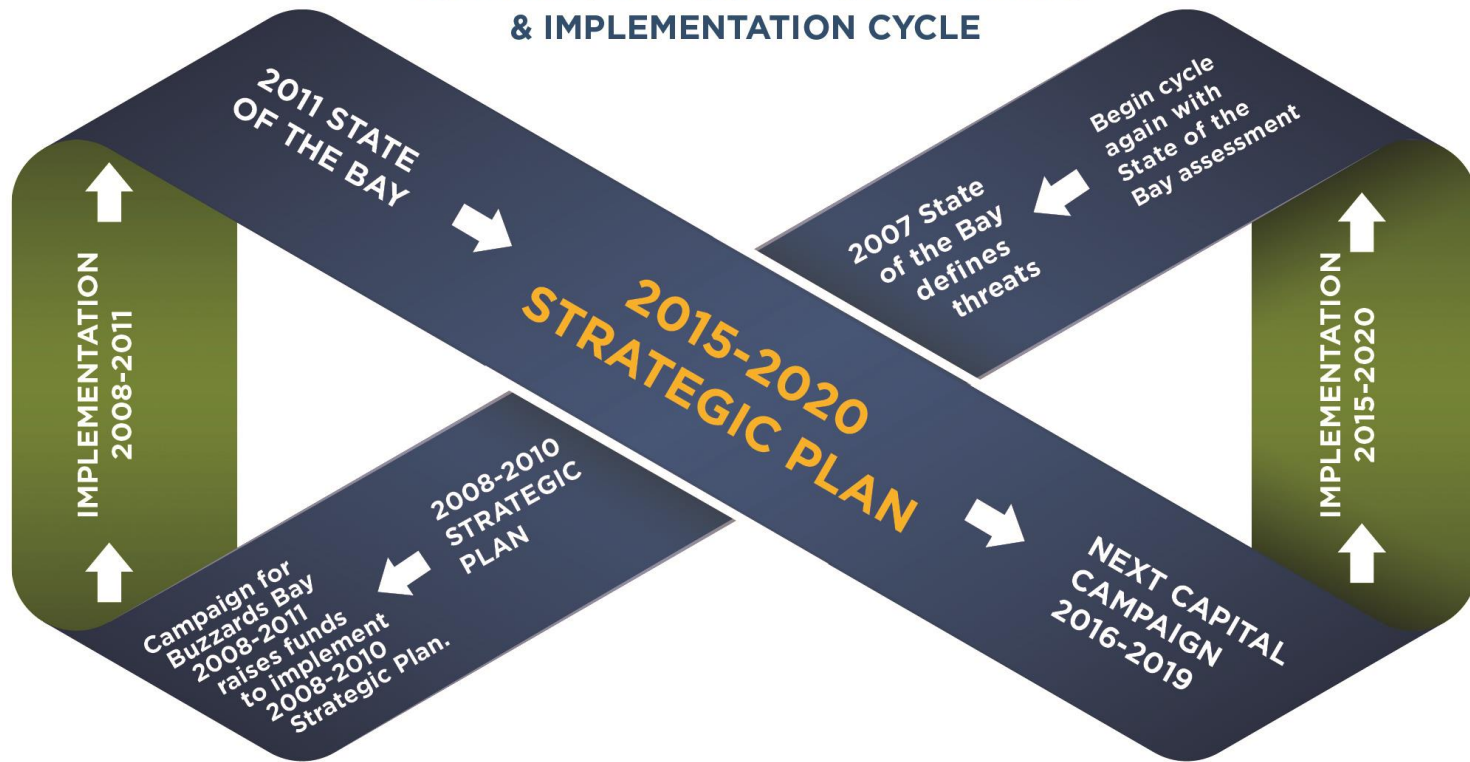 & IMPLEMENTATION CYCLE
2011 STATE
OF THE BAY
2015-2020
STRATEGIC PLAN
NEXT CAPITAL
CAMPAIGN
2016-2019
IMPLEMENTATION
2015-2020
Begin cycle
again with
State of the
Bay assessment
2007 State
of the Bay
defines
threats
2008-2010
STRATEGIC
PLAN
Campaign for
Buzzards Bay
2008-2011
raises funds
to implement
2008-2010
Strategic Plan.
IMPLEMENTATION
2008-2011